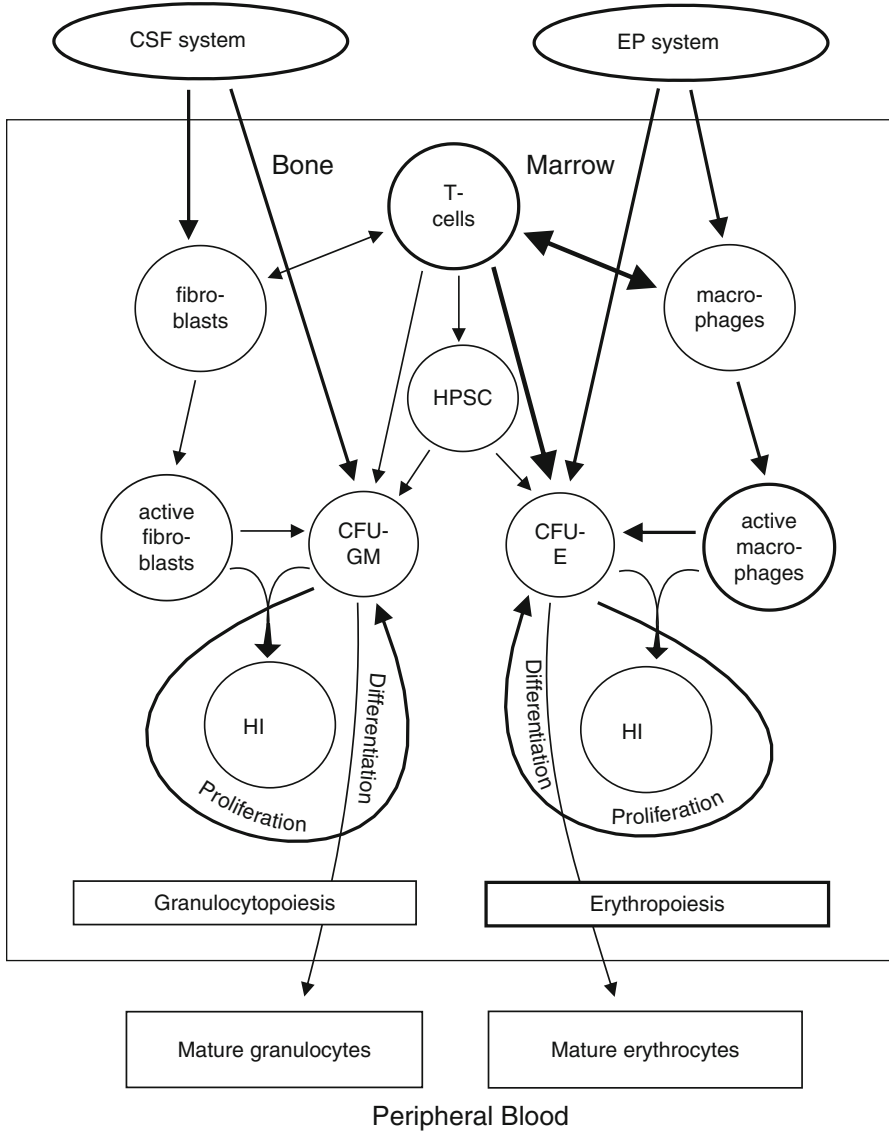 CSF system
EP system
Bone
Marrow
T-
cells
fibro-
blasts
macro-
phages
HPSC
active
fibro-
blasts
CFU-
GM
CFU-
E
active
macro-
phages
HI
Differentiation
Proliferation
Differentiation
HI
Proliferation
Granulocytopoiesis
Erythropoiesis
Mature granulocytes
Mature erythrocytes
Peripheral Blood